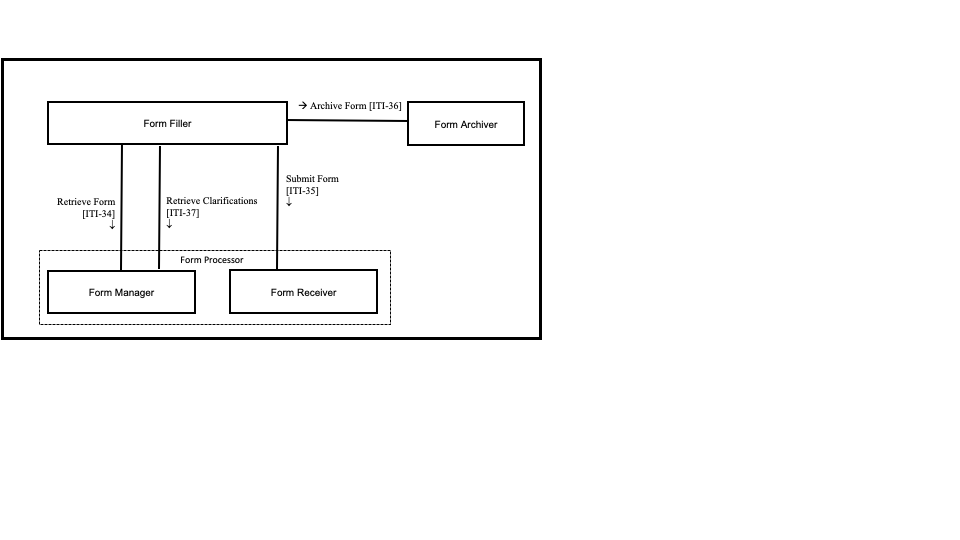 → Archive Form [ITI-36]
Form Filler
Form Archiver
Submit Form
[ITI-35]
↓
Retrieve Form
[ITI-34]
↓
Retrieve Clarifications
[ITI-37]
↓
Form Processor
Form Manager
Form Receiver